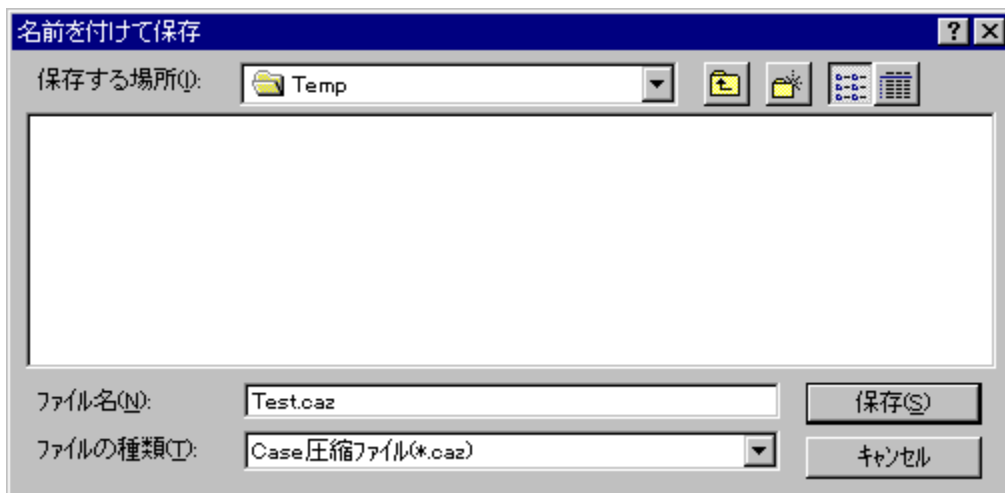 名前を付けて保存
保存する場所(I):
Temp
ﾌｧｲﾙ名(N):
Test.caz
保存(S)
ﾌｧｲﾙの種類(T):
Case圧縮ﾌｧｲﾙ(*.caz)
ｷｬﾝｾﾙ